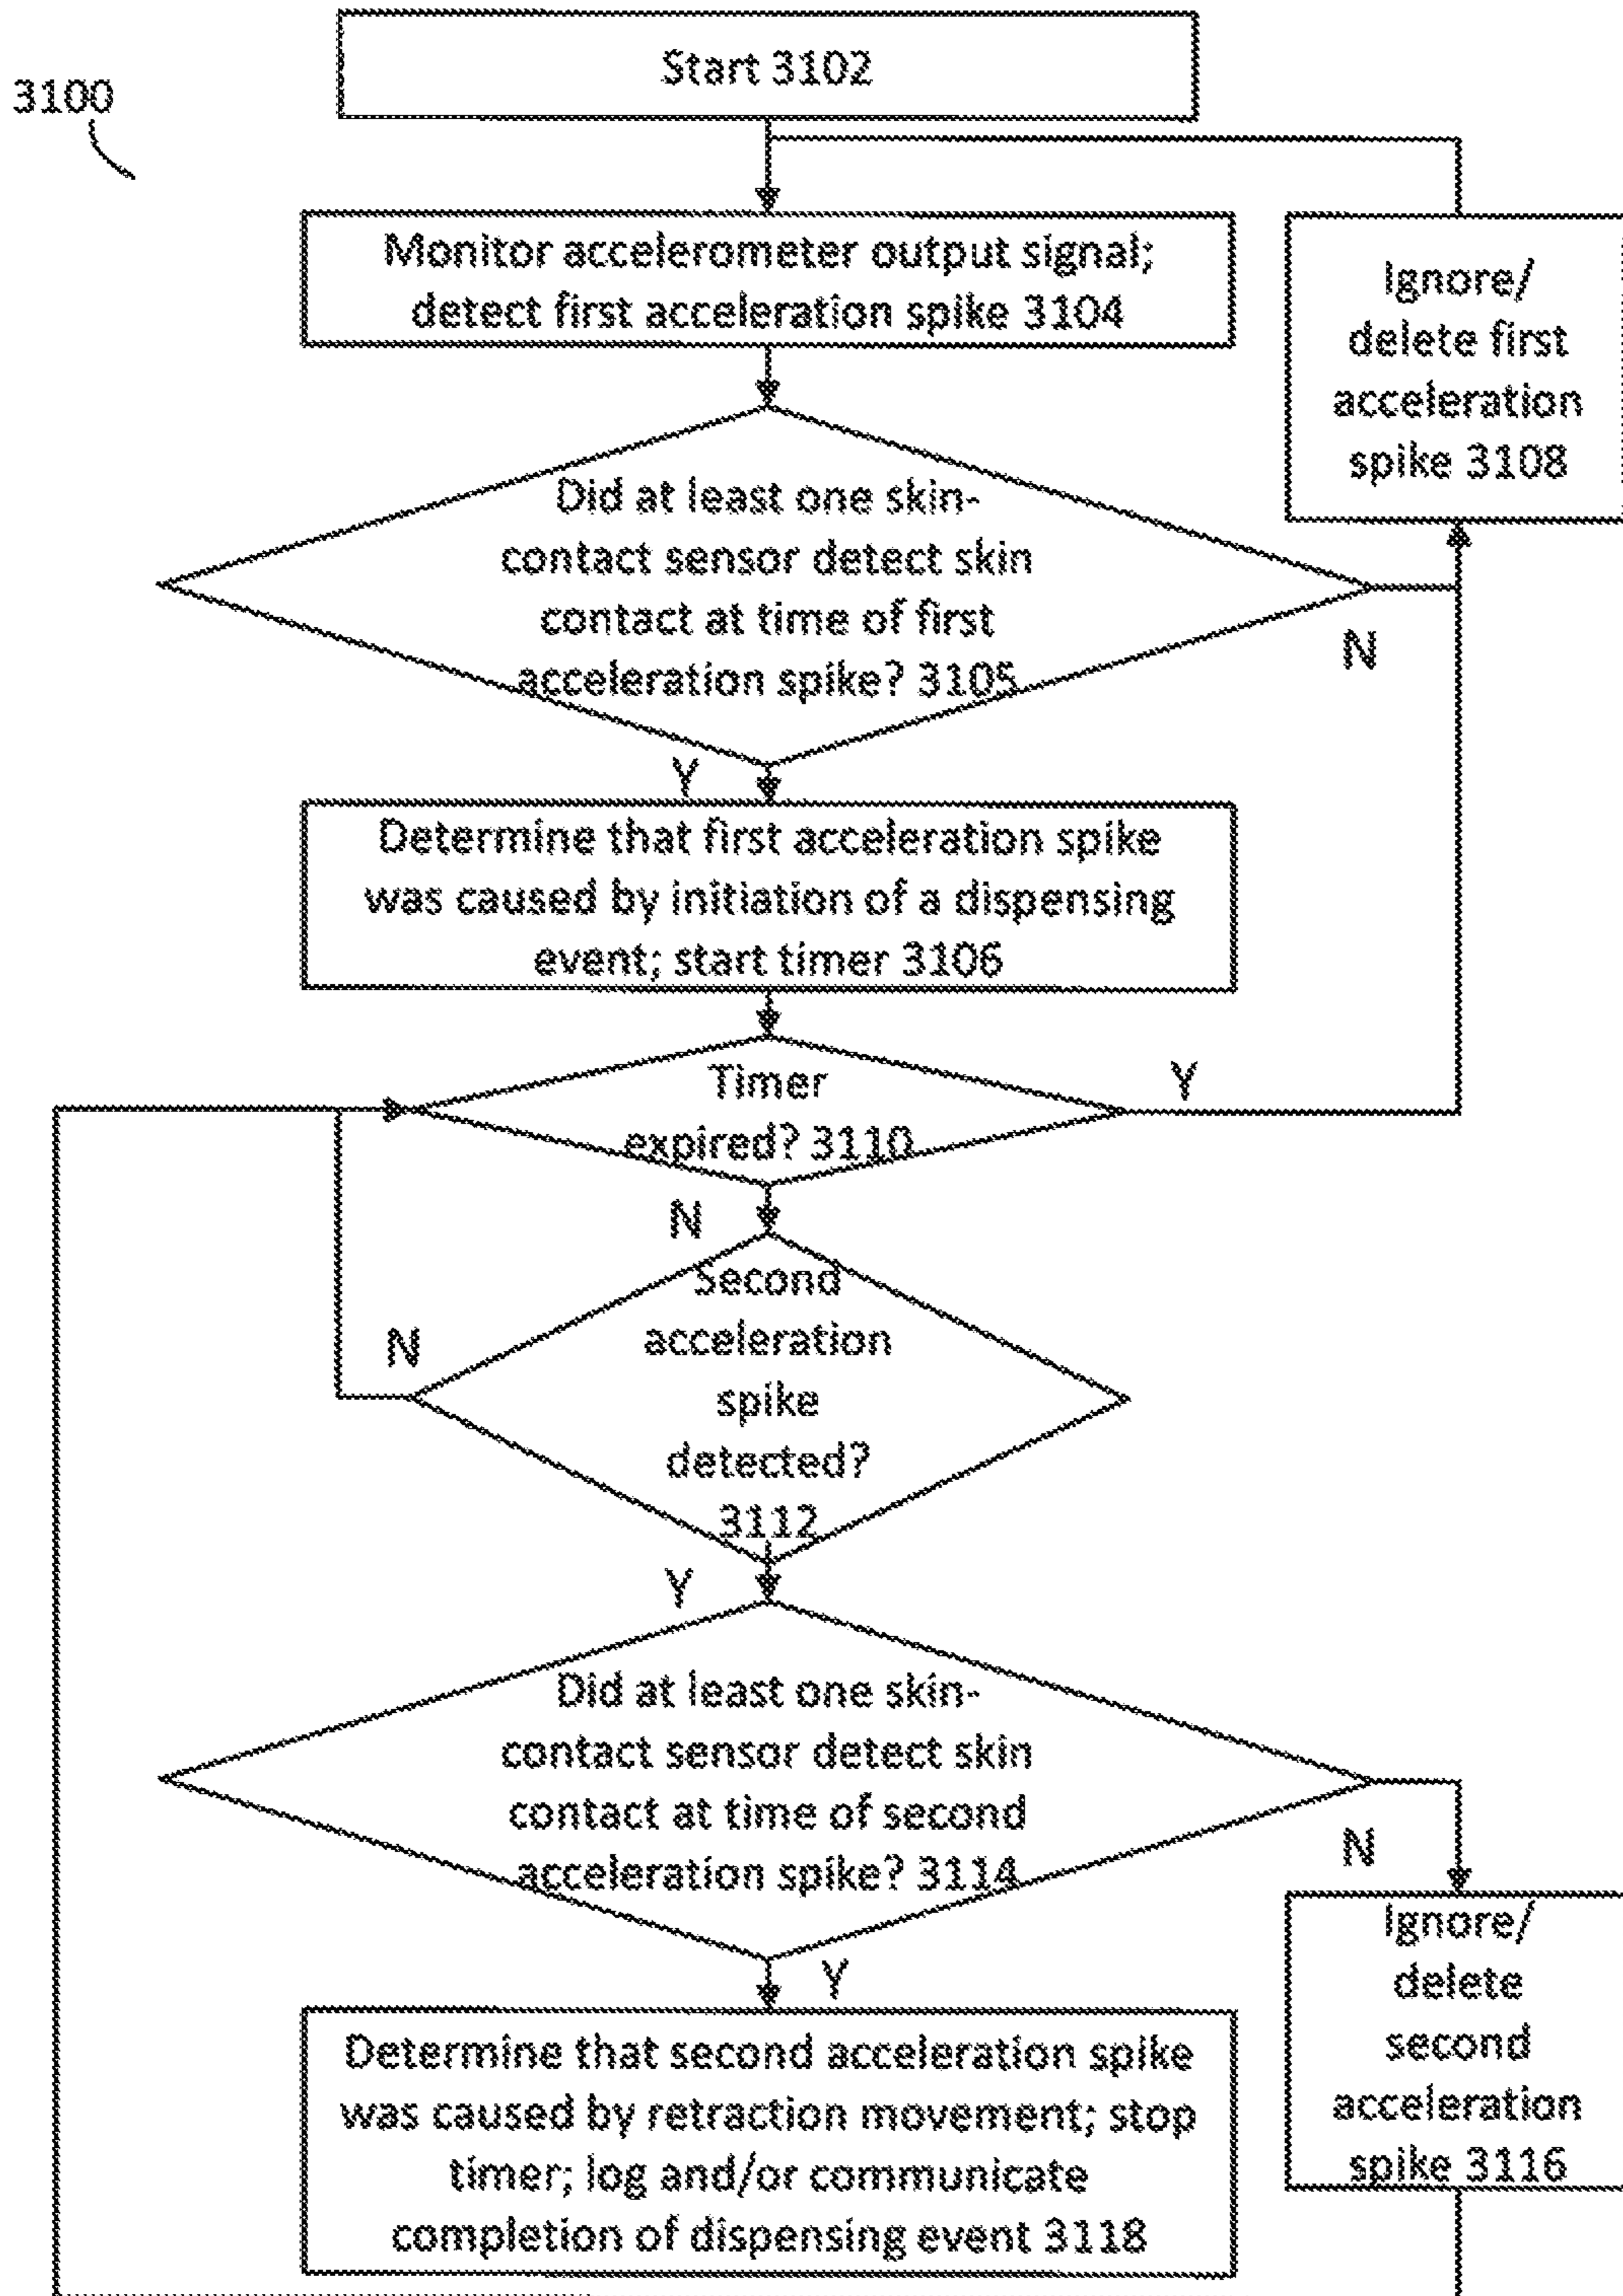 Start 3102
3100
Monitor accelerometer output signal;
detect first acceleration spike 3104
Ignore/
delete first
acceleration
spike 3108
Did at least one skin-
contact sensor detect skin
contact at time of first
acceleration spike? 3105
N
Y
Determine that first acceleration spike
was caused by initiation of a dispensing
event; start timer 3106
Timer
expired? 3110
Y
N
Second
acceleration
spike
detected?
3112
N
Y
Did at least one skin-
contact sensor detect skin
contact at time of second
acceleration spike? 3114
N
Y
Ignore/
delete
second
acceleration
spike 3116
Determine that second acceleration spike
was caused by retraction movement; stop
timer; log and/or communicate
completion of dispensing event 3118